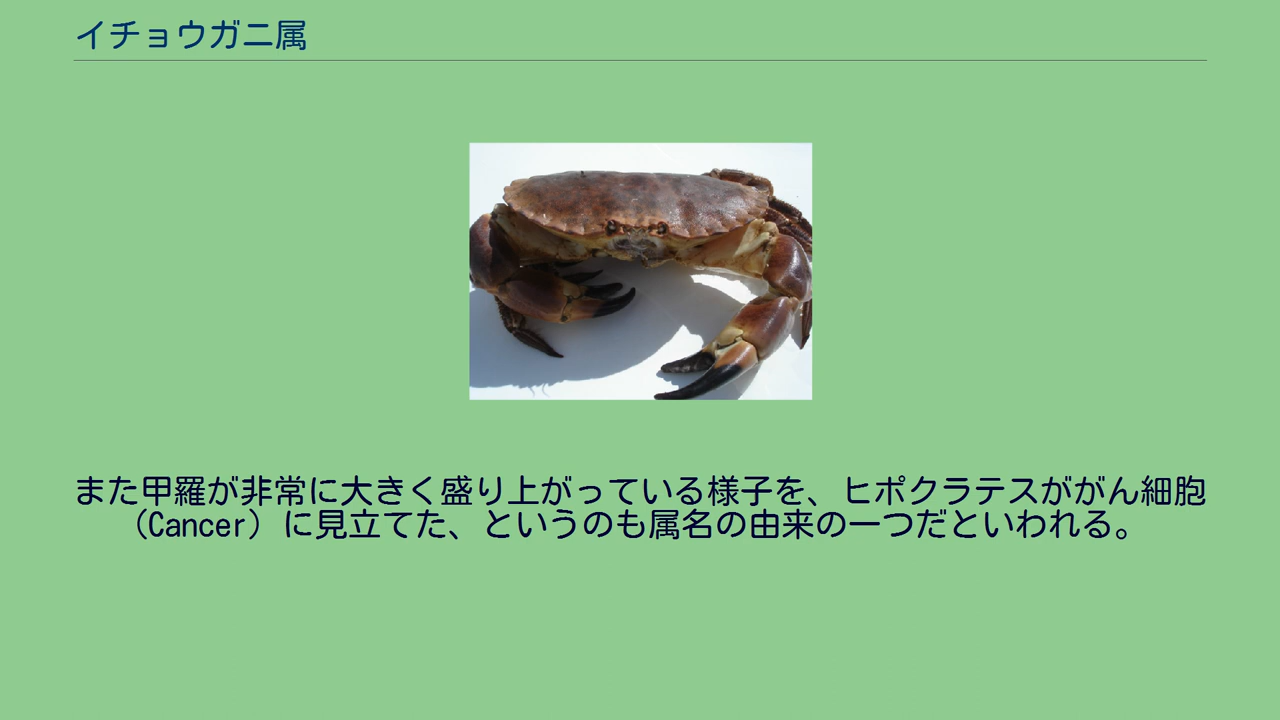 イチョウガニ属
また甲羅が非常に大きく盛り上がっている様子を、ヒポクラテスががん細胞
（Cancer）に見立てた、というのも属名の由来の一つだといわれる。